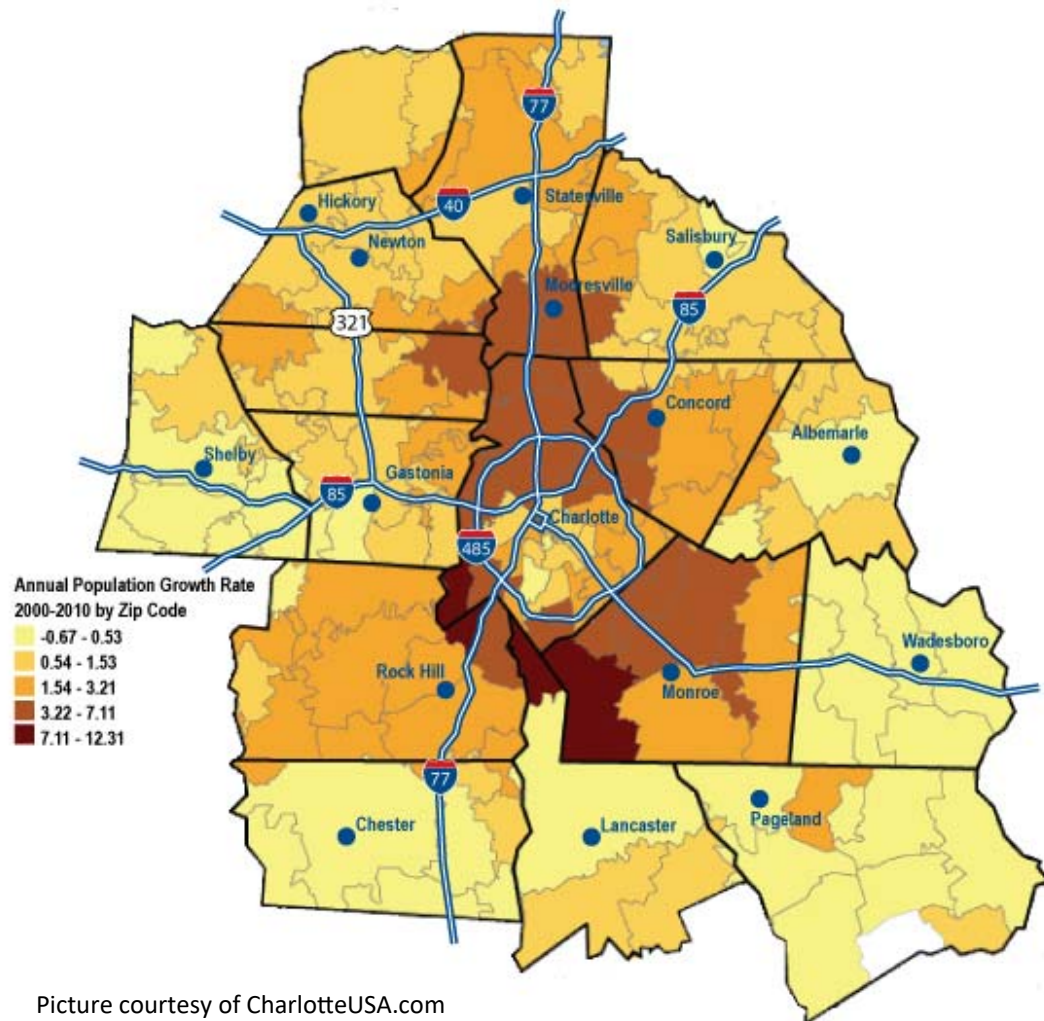 77
Hickory
40
Statesville
Newton
Salisbury
Mooresville
85
321
Concord
Albemarle
Shelby
Gastonia
85
Charlotte
485
Annual Population Growth Rate
2000-2010 by Zip Code
-0.67 - 0.53
0.54 - 1.53
1.54 - 3.21
3.22 - 7.11
7.11 - 12.31
Wadesboro
Rock Hill
Monroe
77
Pageland
Chester
Lancaster
Picture courtesy of CharlotteUSA.com